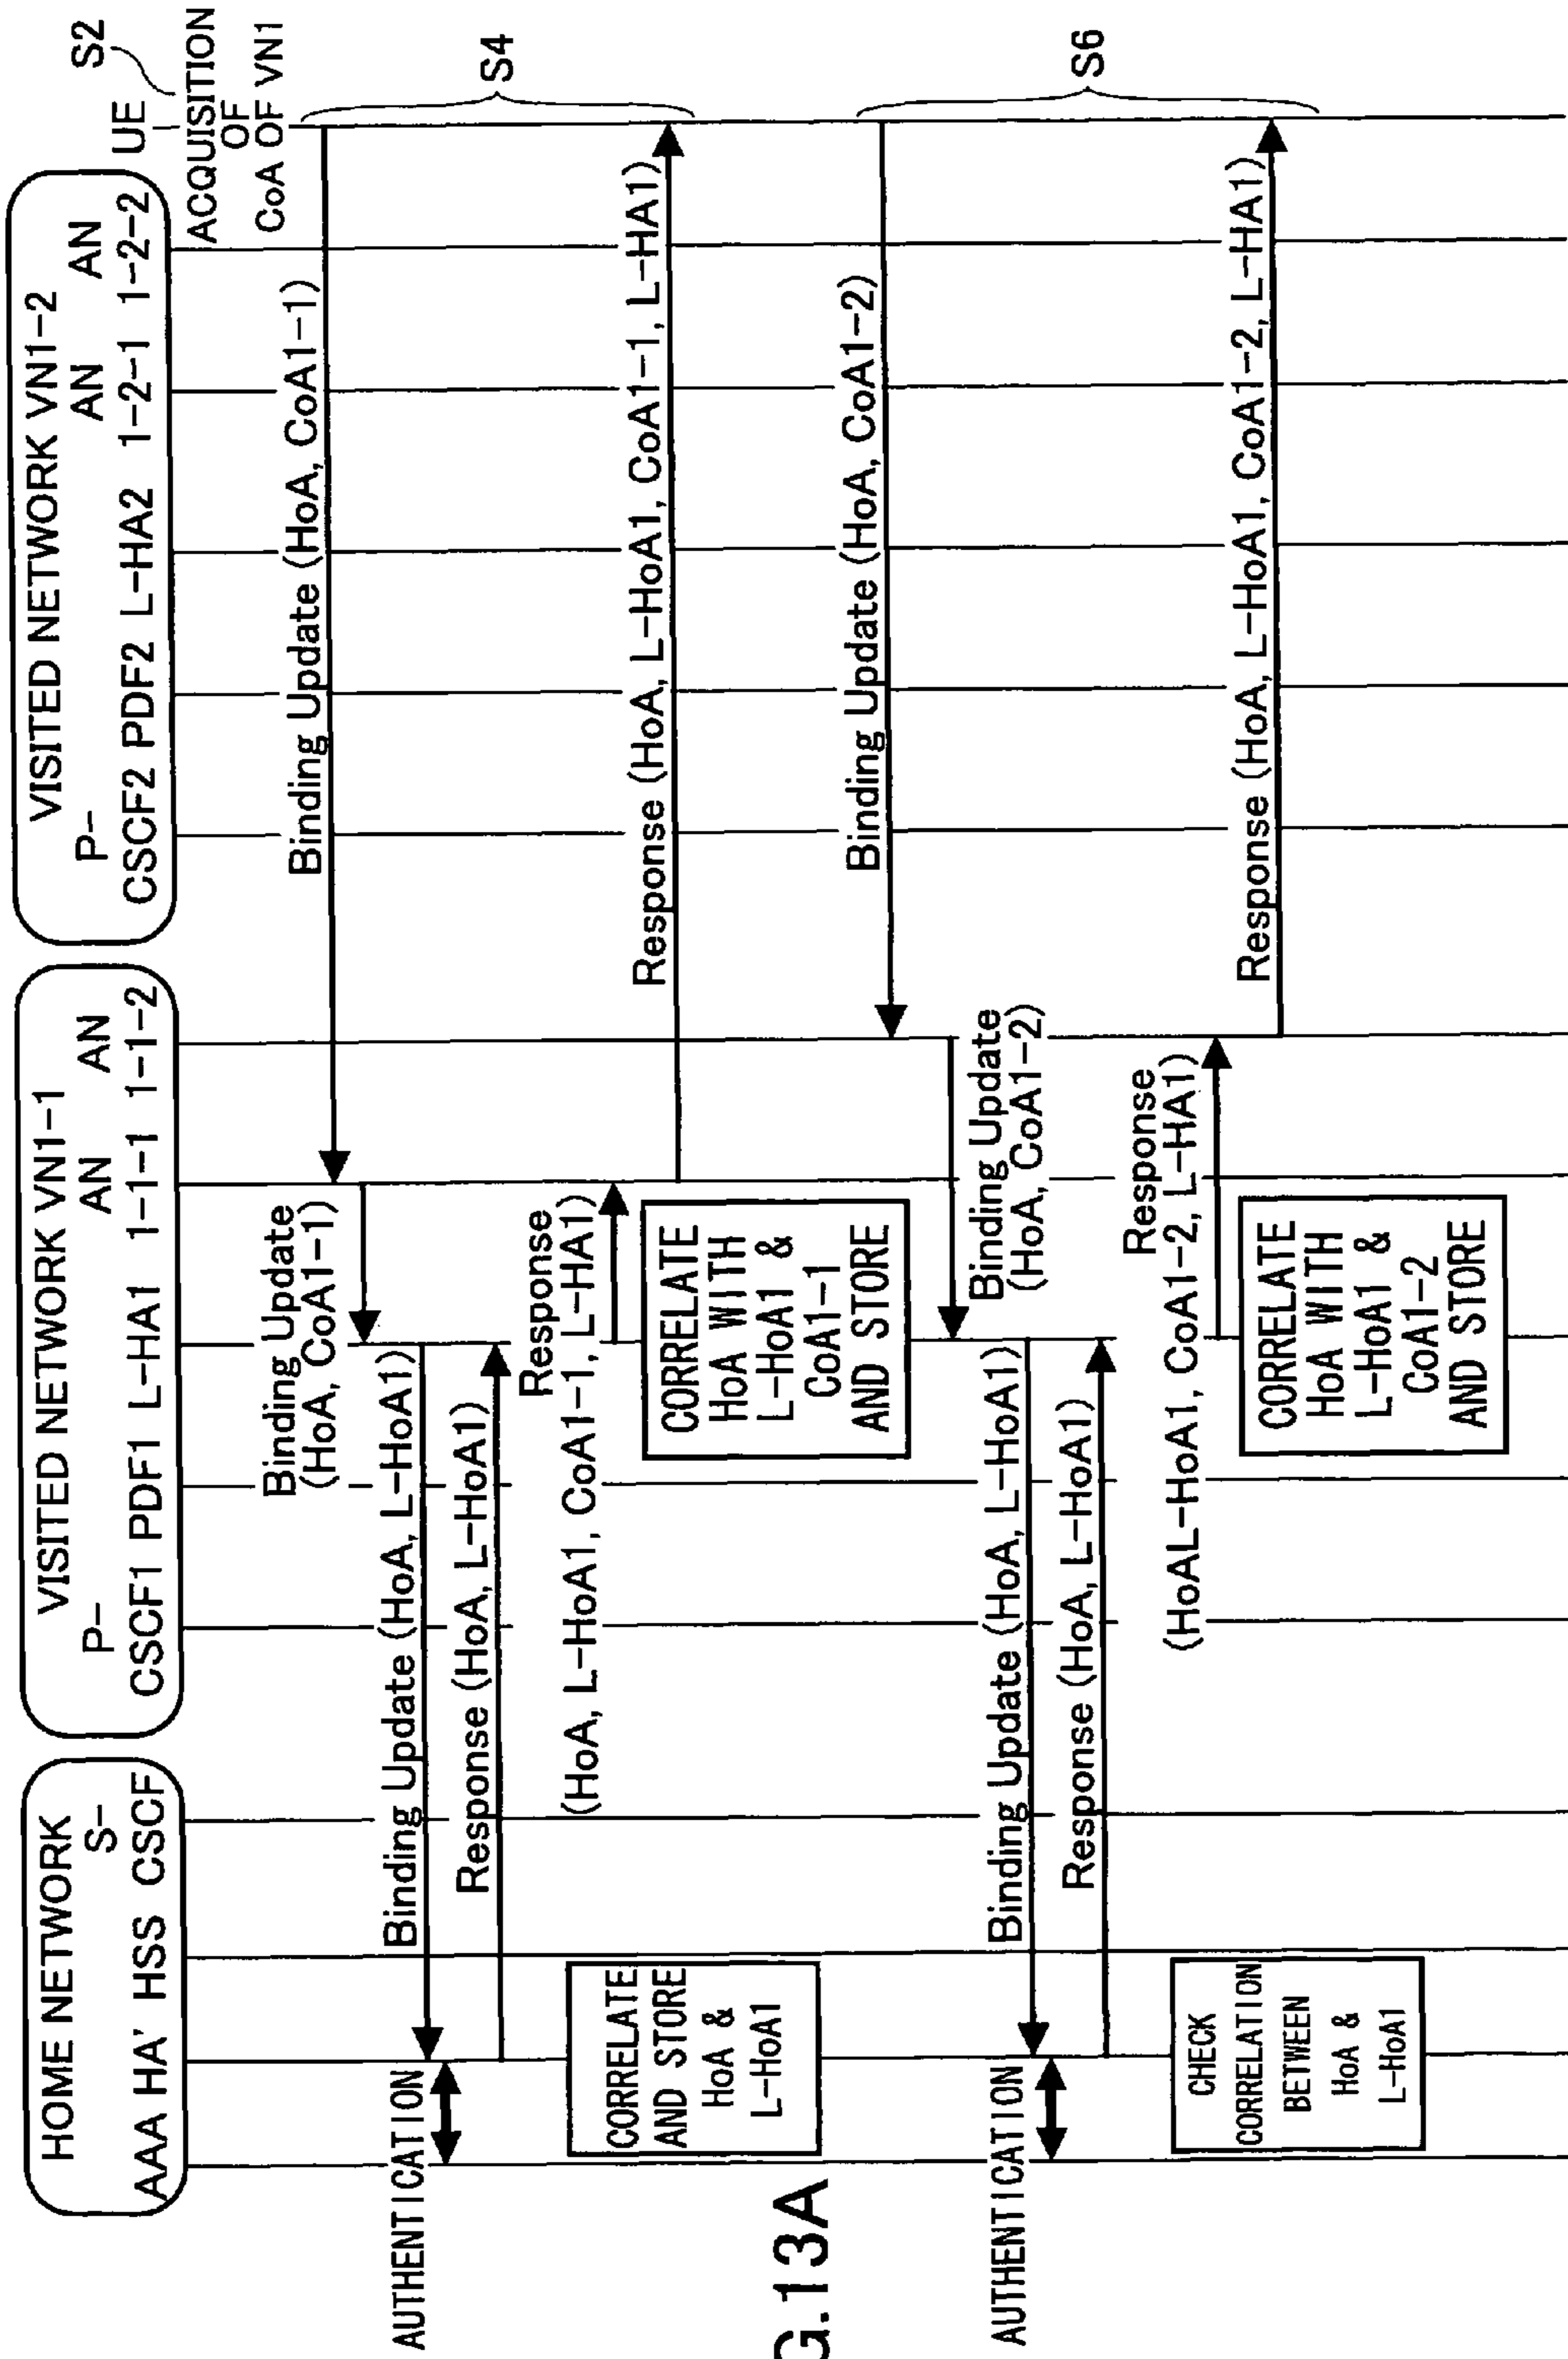 HOME NETWORK
S-
AAA HA' HSS CSCF
VISITED NETWORK VN1-1
P- AN AN
CSCF1 PDF1 L-HA1 1-1-1 1-1-2
VISITED NETWORK VN1-2
P- AN AN
CSCF2 PDF2 L-HA2 1-2-1 1-2-2
UE
S2
ACQUISITION
OF
CoA OF VN1
S4
Binding Update (HoA, CoA1-1)
Binding Update
(HoA, CoA1-1)
Binding Update (HoA, L-HoA1)
AUTHENTICATION
Response (HoA, L-HoA1)
Response
(HoA, L-HoA1, CoA1-1, L-HA1)
CORRELATE
AND STORE
HoA &
L-HoA1
CORRELATE
HoA WITH
L-HoA1 &
CoA1-1
AND STORE
Response (HoA, L-HoA1, CoA1-1, L-HA1)
G.13A
S6
Binding Update (HoA, CoA1-2)
Binding Update
(HoA, CoA1-2)
Binding Update (HoA, L-HoA1)
AUTHENTICATION
Response (HoA, L-HoA1)
Response
(HoAL-HoA1, CoA1-2, L-HA1)
CHECK
CORRELATION
BETWEEN
HoA &
L-HoA1
CORRELATE
HoA WITH
L-HoA1 &
CoA1-2
AND STORE
Response (HoA, L-HoA1, CoA1-2, L-HA1)